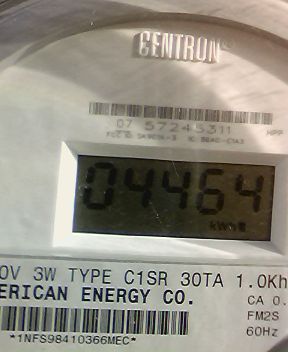 CENTRON®
07 57245311
HPP
04464
kWh
0V 3W TYPE C1SR 30TA 1.0Kh
ERICAN ENERGY CO.
CA 0.
FM2S
60Hz
*1NFS98410366MEC*